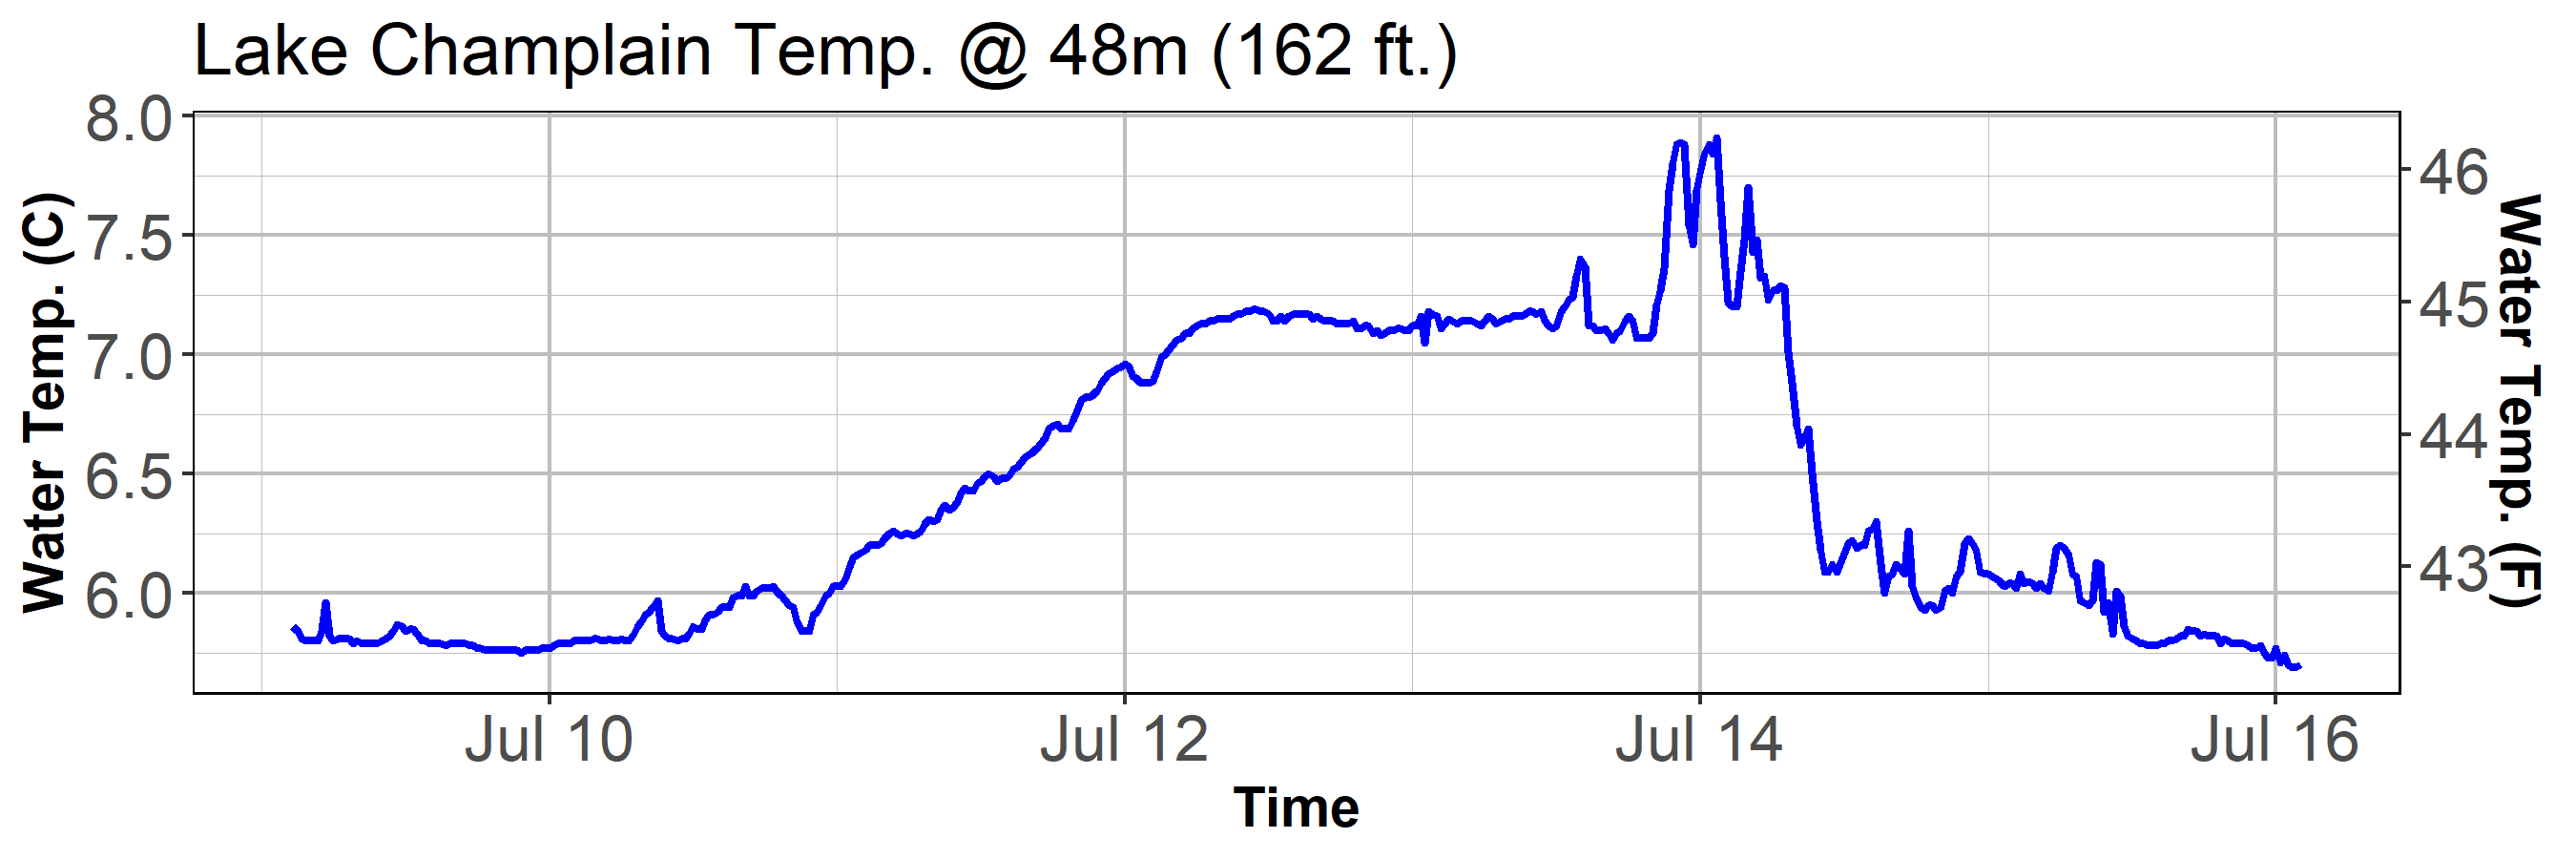 Lake Champlain Temp. @ 48m (162 ft.)
Water Temp. (C)
8.0
7.5
7.0
6.5
6.0
46
45
44
43
Water Temp. (F)
Jul 10
Jul 12
Jul 14
Jul 16
Time